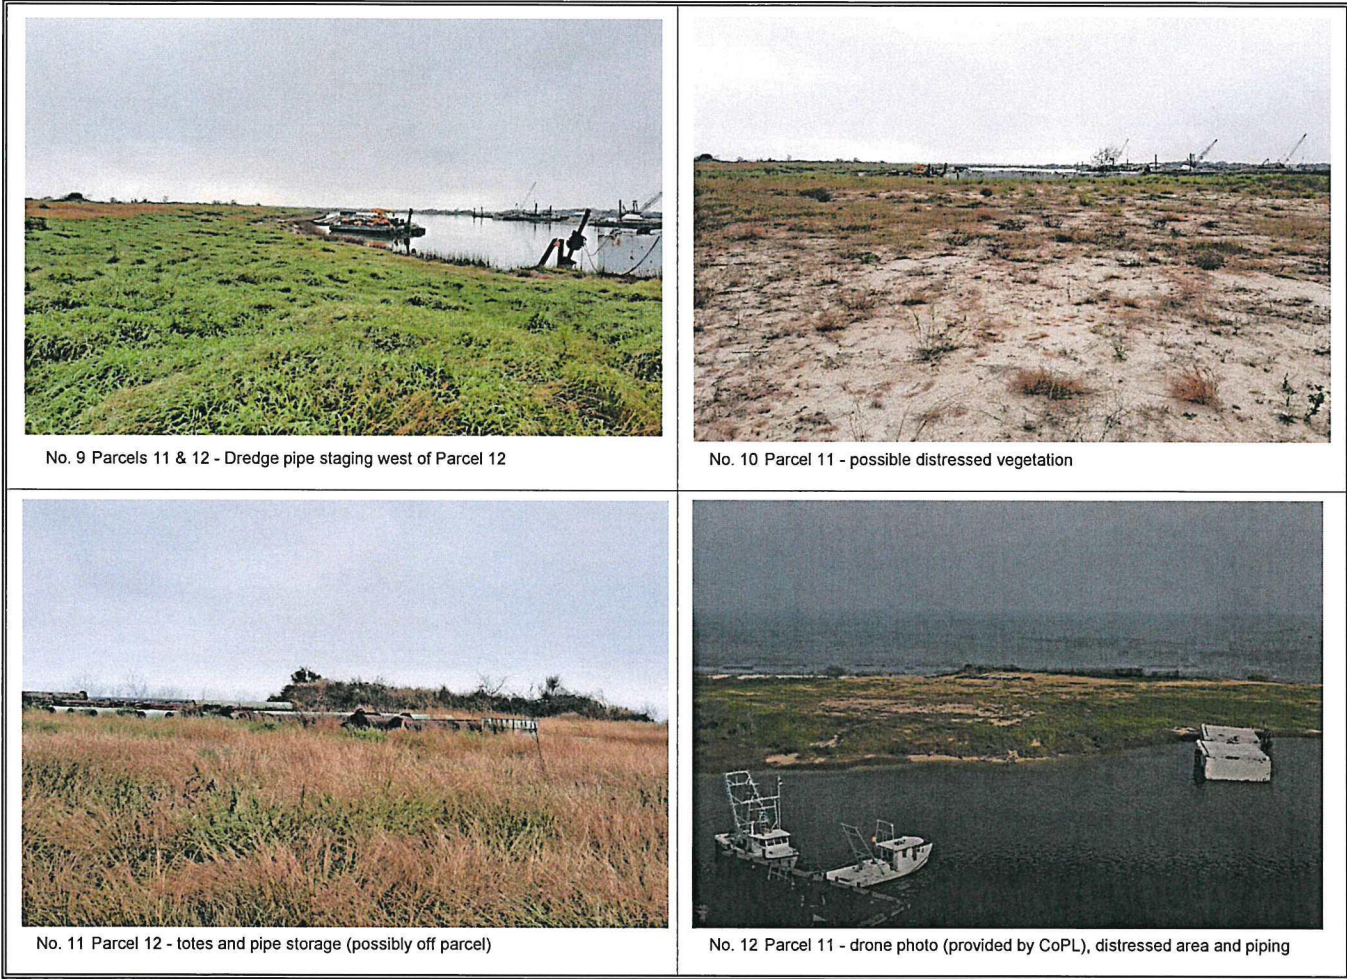 No. 9 Parcels 11 & 12 - Dredge pipe staging west of Parcel 12
No. 10 Parcel 11 - possible distressed vegetation
No. 11 Parcel 12 - totes and pipe storage (possibly off parcel)
No. 12 Parcel 11 - drone photo (provided by CoPL), distressed area and piping